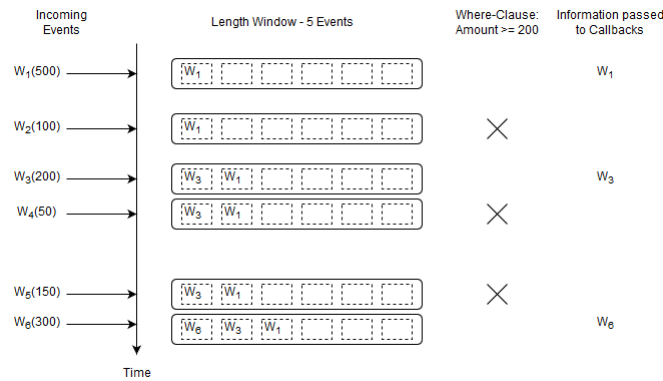 Incoming
Events
Length Window - 5 Events
Where-Clause:
Amount >= 200
Information passed
to Callbacks
W1(500)
W1
W1
W2(100)
W1
W3(200)
W3 W1
W3
W4(50)
W3 W1
W5(150)
W3 W1
W6(300)
W6 W3 W1
W6
Time